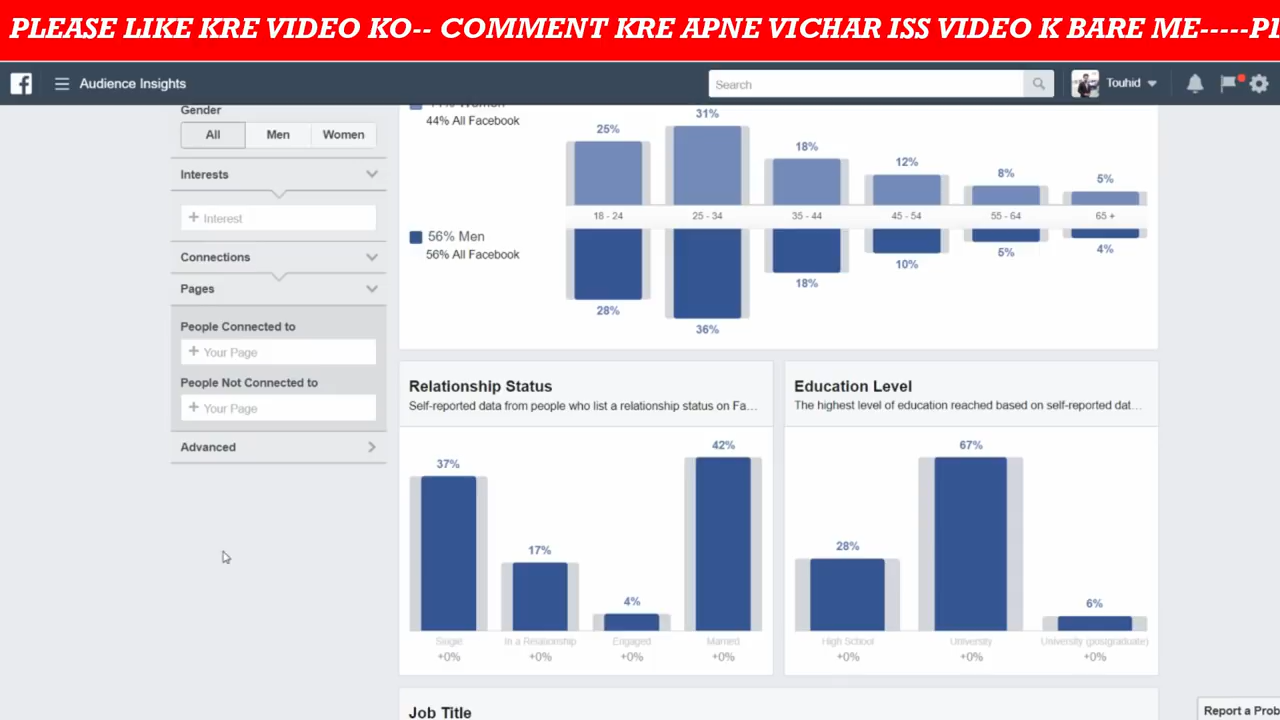 PLEASE LIKE KRE VIDEO KO-- COMMENT KRE APNE VICHAR ISS VIDEO K BARE ME-----
Audience Insights
Search
Touhid
Gender
All Men Women
Interests
+ Interest
Connections
Pages
People Connected to
+ Your Page
People Not Connected to
+ Your Page
Advanced
44% All Facebook
25% 31% 18% 12% 8% 5%
18 - 24 25 - 34 35 - 44 45 - 54 55 - 64 65 +
56% Men
56% All Facebook
28% 36% 18% 10% 5% 4%
Relationship Status
Self-reported data from people who list a relationship status on Fa...
37% 17% 4% 42%
Single In a Relationship Engaged Married
+0% +0% +0% +0%
Education Level
The highest level of education reached based on self-reported dat...
28% 67% 6%
High School University University (postgraduate)
+0% +0% +0%
Job Title
Report a Prob